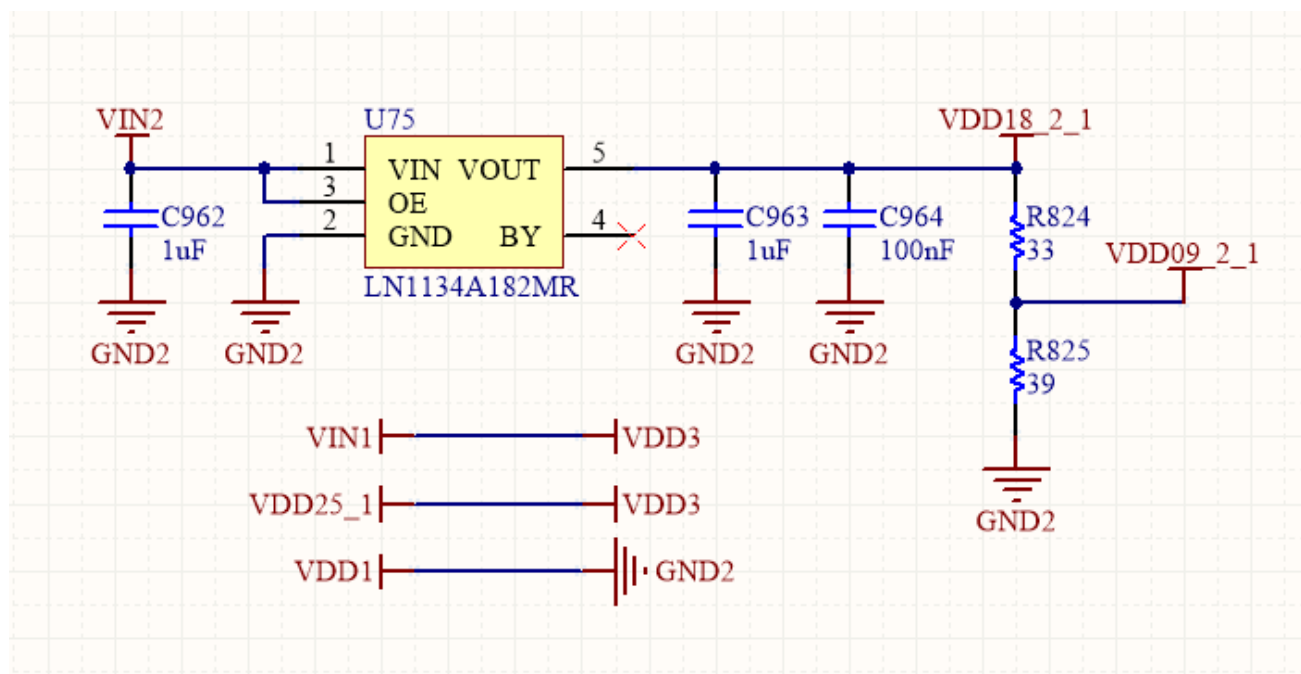 VIN2
U75
VDD18_2_1
1
VIN VOUT
5
3
OE
2
GND BY
4
C962
1uF
C963
1uF
C964
100nF
R824
33
VDD09_2_1
LN1134A182MR
GND2
GND2
GND2
GND2
R825
39
VIN1
VDD3
VDD25_1
VDD3
VDD1
GND2
GND2